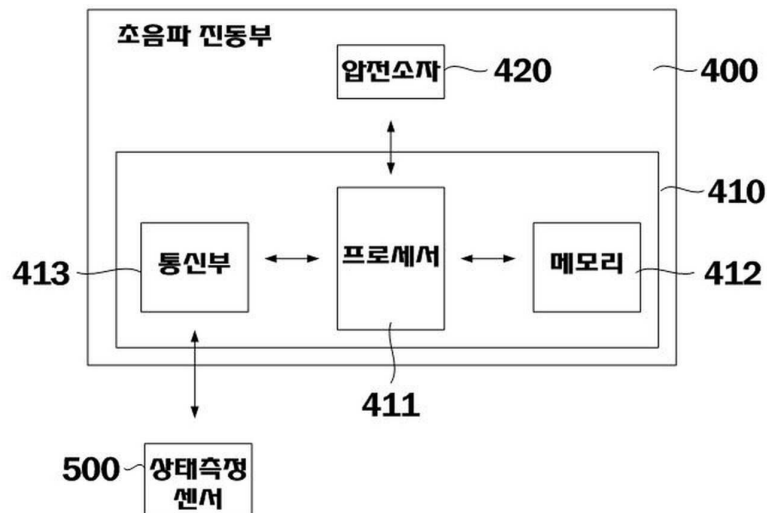 초음파 진동부
압전소자
420
400
410
413
통신부
프로세서
메모리
412
411
500
상태측정
센서